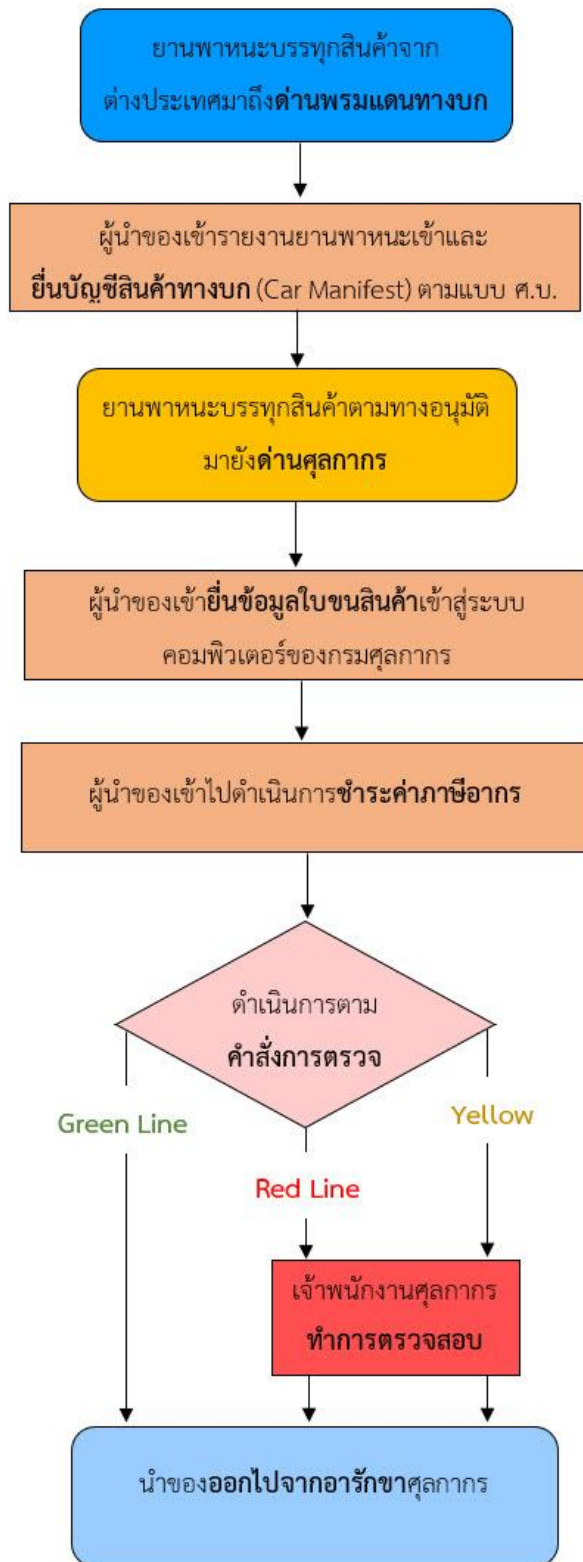 ยานพาหนะบรรทุกสินค้าจาก
ต่างประเทศมาถึงด่านพรมแดนทางบก
ผู้นำของเข้ารายงานยานพาหนะเข้าและ
ยื่นบัญชีสินค้าทางบก (Car Manifest) ตามแบบ ศ.บ.
ยานพาหนะบรรทุกสินค้าตามทางอนุมัติ
มายังด่านศุลกากร
ผู้นำของเข้ายื่นข้อมูลใบขนสินค้าเข้าสู่ระบบ
คอมพิวเตอร์ของกรมศุลกากร
ผู้นำของเข้าไปดำเนินการชำระค่าภาษีอากร
ดำเนินการตาม
คำสั่งการตรวจ
Green Line
Yellow
Red Line
เจ้าพนักงานศุลกากร
ทำการตรวจสอบ
นำของออกไปจากอารักขาศุลกากร